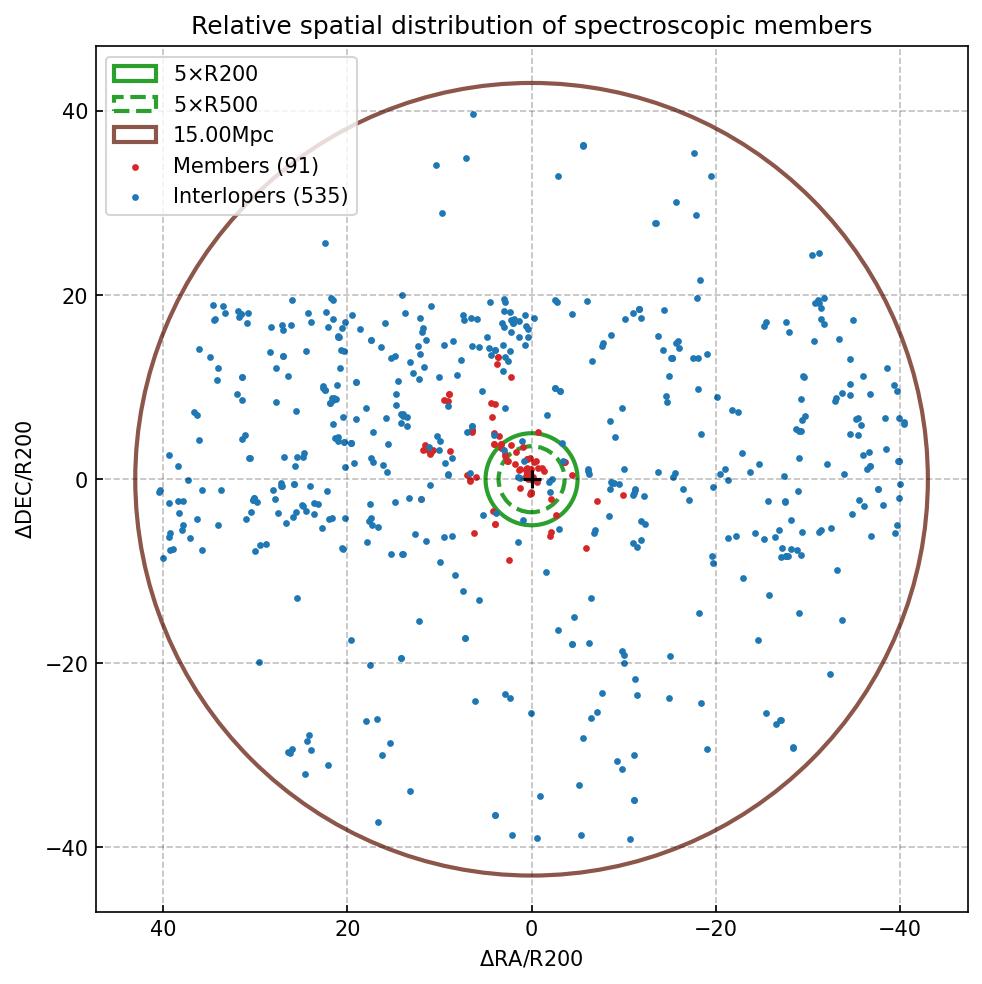 Relative spatial distribution of spectroscopic members
5×R200
5×R500
15.00Mpc
Members (91)
Interlopers (535)
40
20
0
−20
−40
ΔDEC/R200
40
20
0
−20
−40
ΔRA/R200